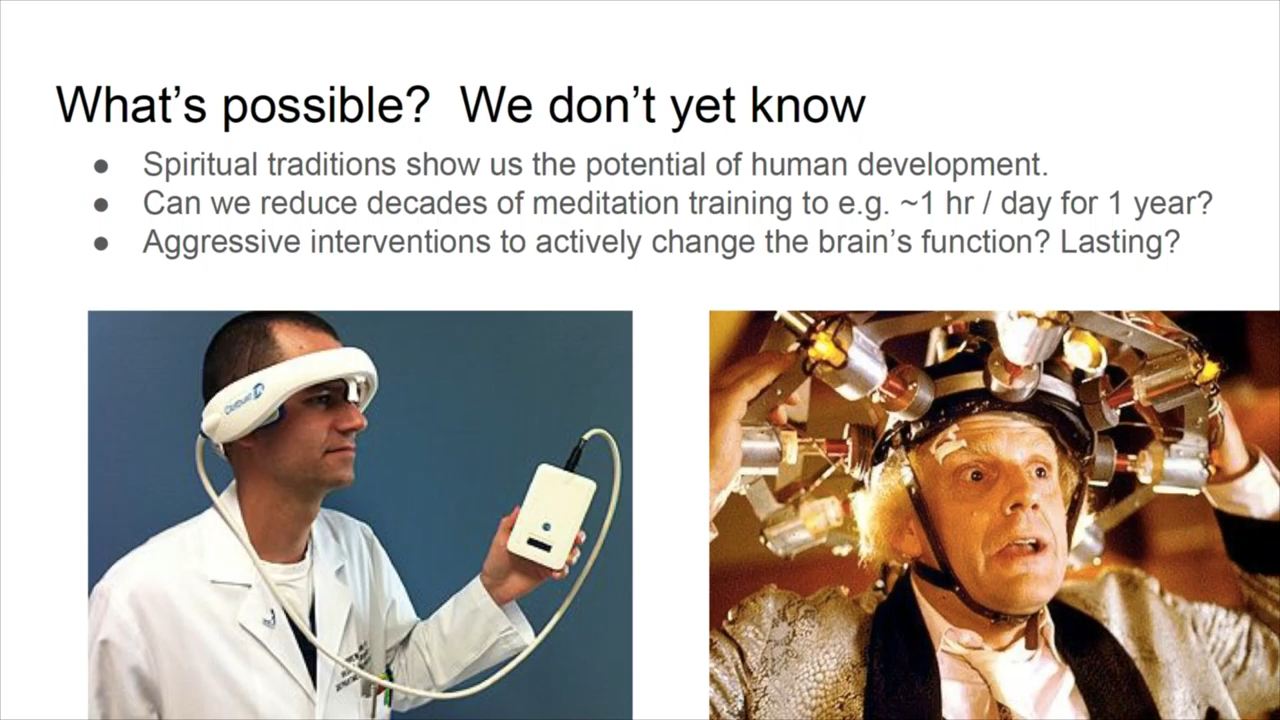 What's possible?  We don't yet know
● Spiritual traditions show us the potential of human development.
● Can we reduce decades of meditation training to e.g. ~1 hr / day for 1 year?
● Aggressive interventions to actively change the brain's function? Lasting?